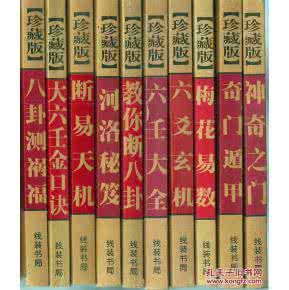 【珍藏版】
八卦测祸福
线装书局
【珍藏版】
大六壬金口诀
线装书局
【珍藏版】
断易天机
线装书局
【珍藏版】
河洛秘笈
线装书局
【珍藏版】
教你断八卦
线装书局
【珍藏版】
六壬大全
线装书局
【珍藏版】
六爻玄机
线装书局
【珍藏版】
梅花易数
线装书局
【珍藏版】
奇门遁甲
线装书局
【珍藏版】
神奇之门
线装书局